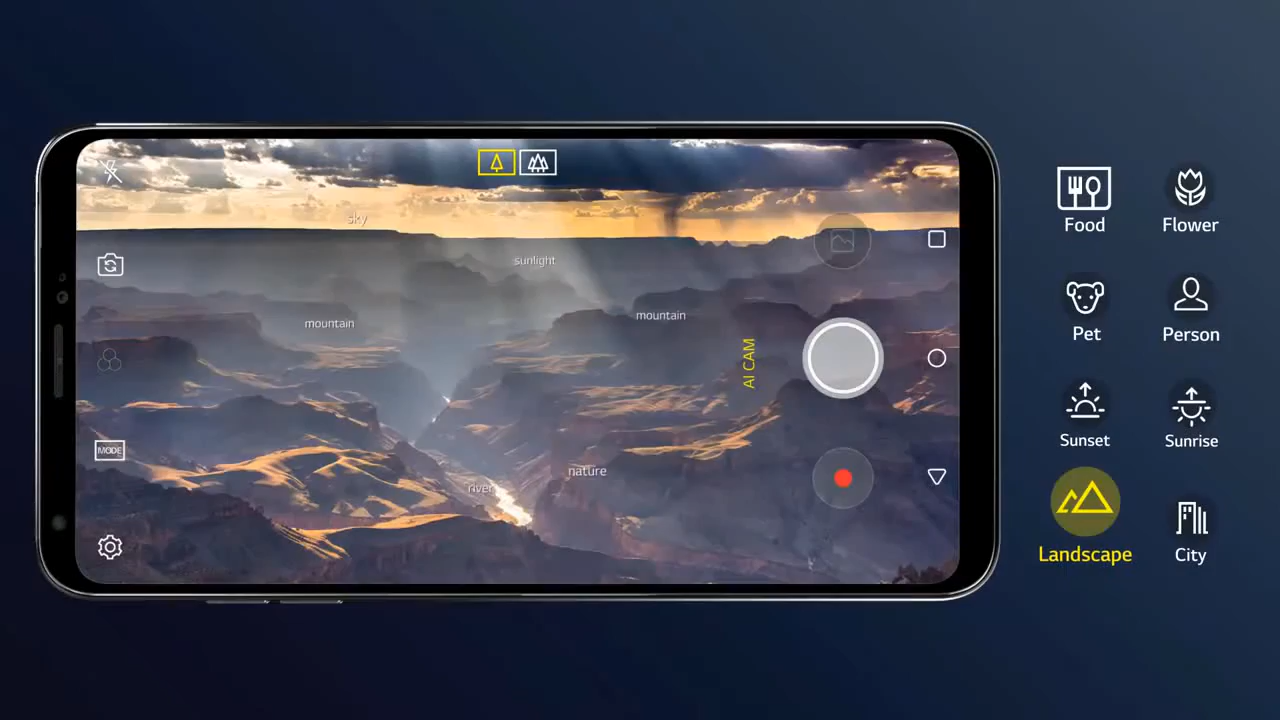 sky
sunlight
mountain
mountain
AI CAM
MODE
nature
river
Food
Flower
Pet
Person
Sunset
Sunrise
Landscape
City